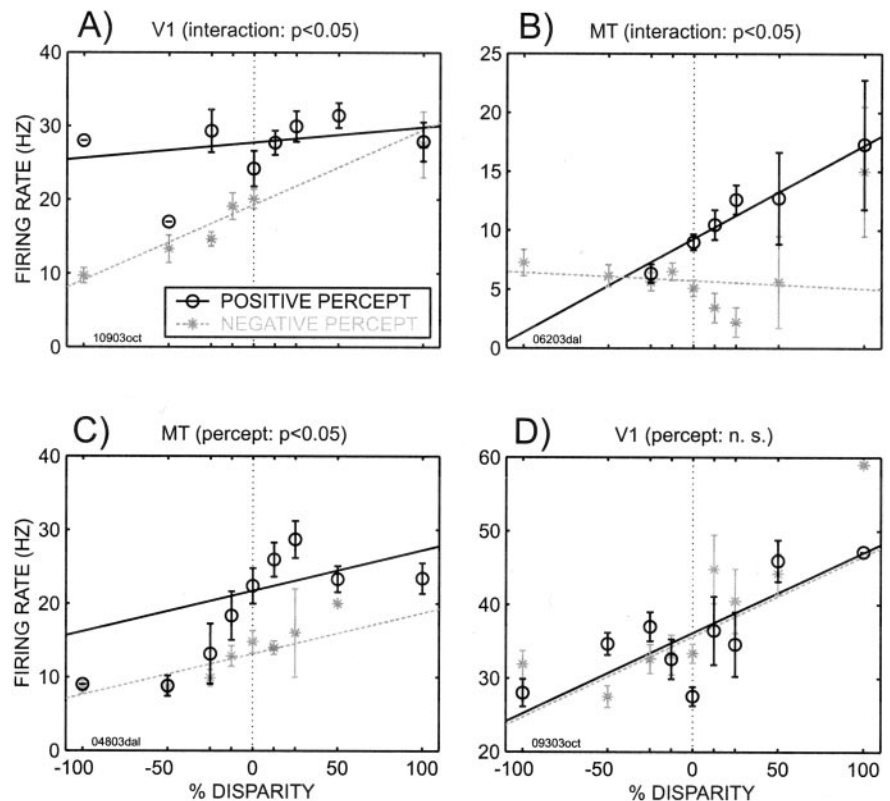 A) V1 (interaction: p<0.05)
B) MT (interaction: p<0.05)
FIRING RATE (HZ)
40
30
20
10
0
POSITIVE PERCEPT
NEGATIVE PERCEPT
10903oct
25
20
15
10
5
0
06203dal
C) MT (percept: p<0.05)
D) V1 (percept: n. s.)
FIRING RATE (HZ)
40
30
20
10
0
04803dal
-100 -50 0 50 100
% DISPARITY
60
50
40
30
20
09303oct
-100 -50 0 50 100
% DISPARITY